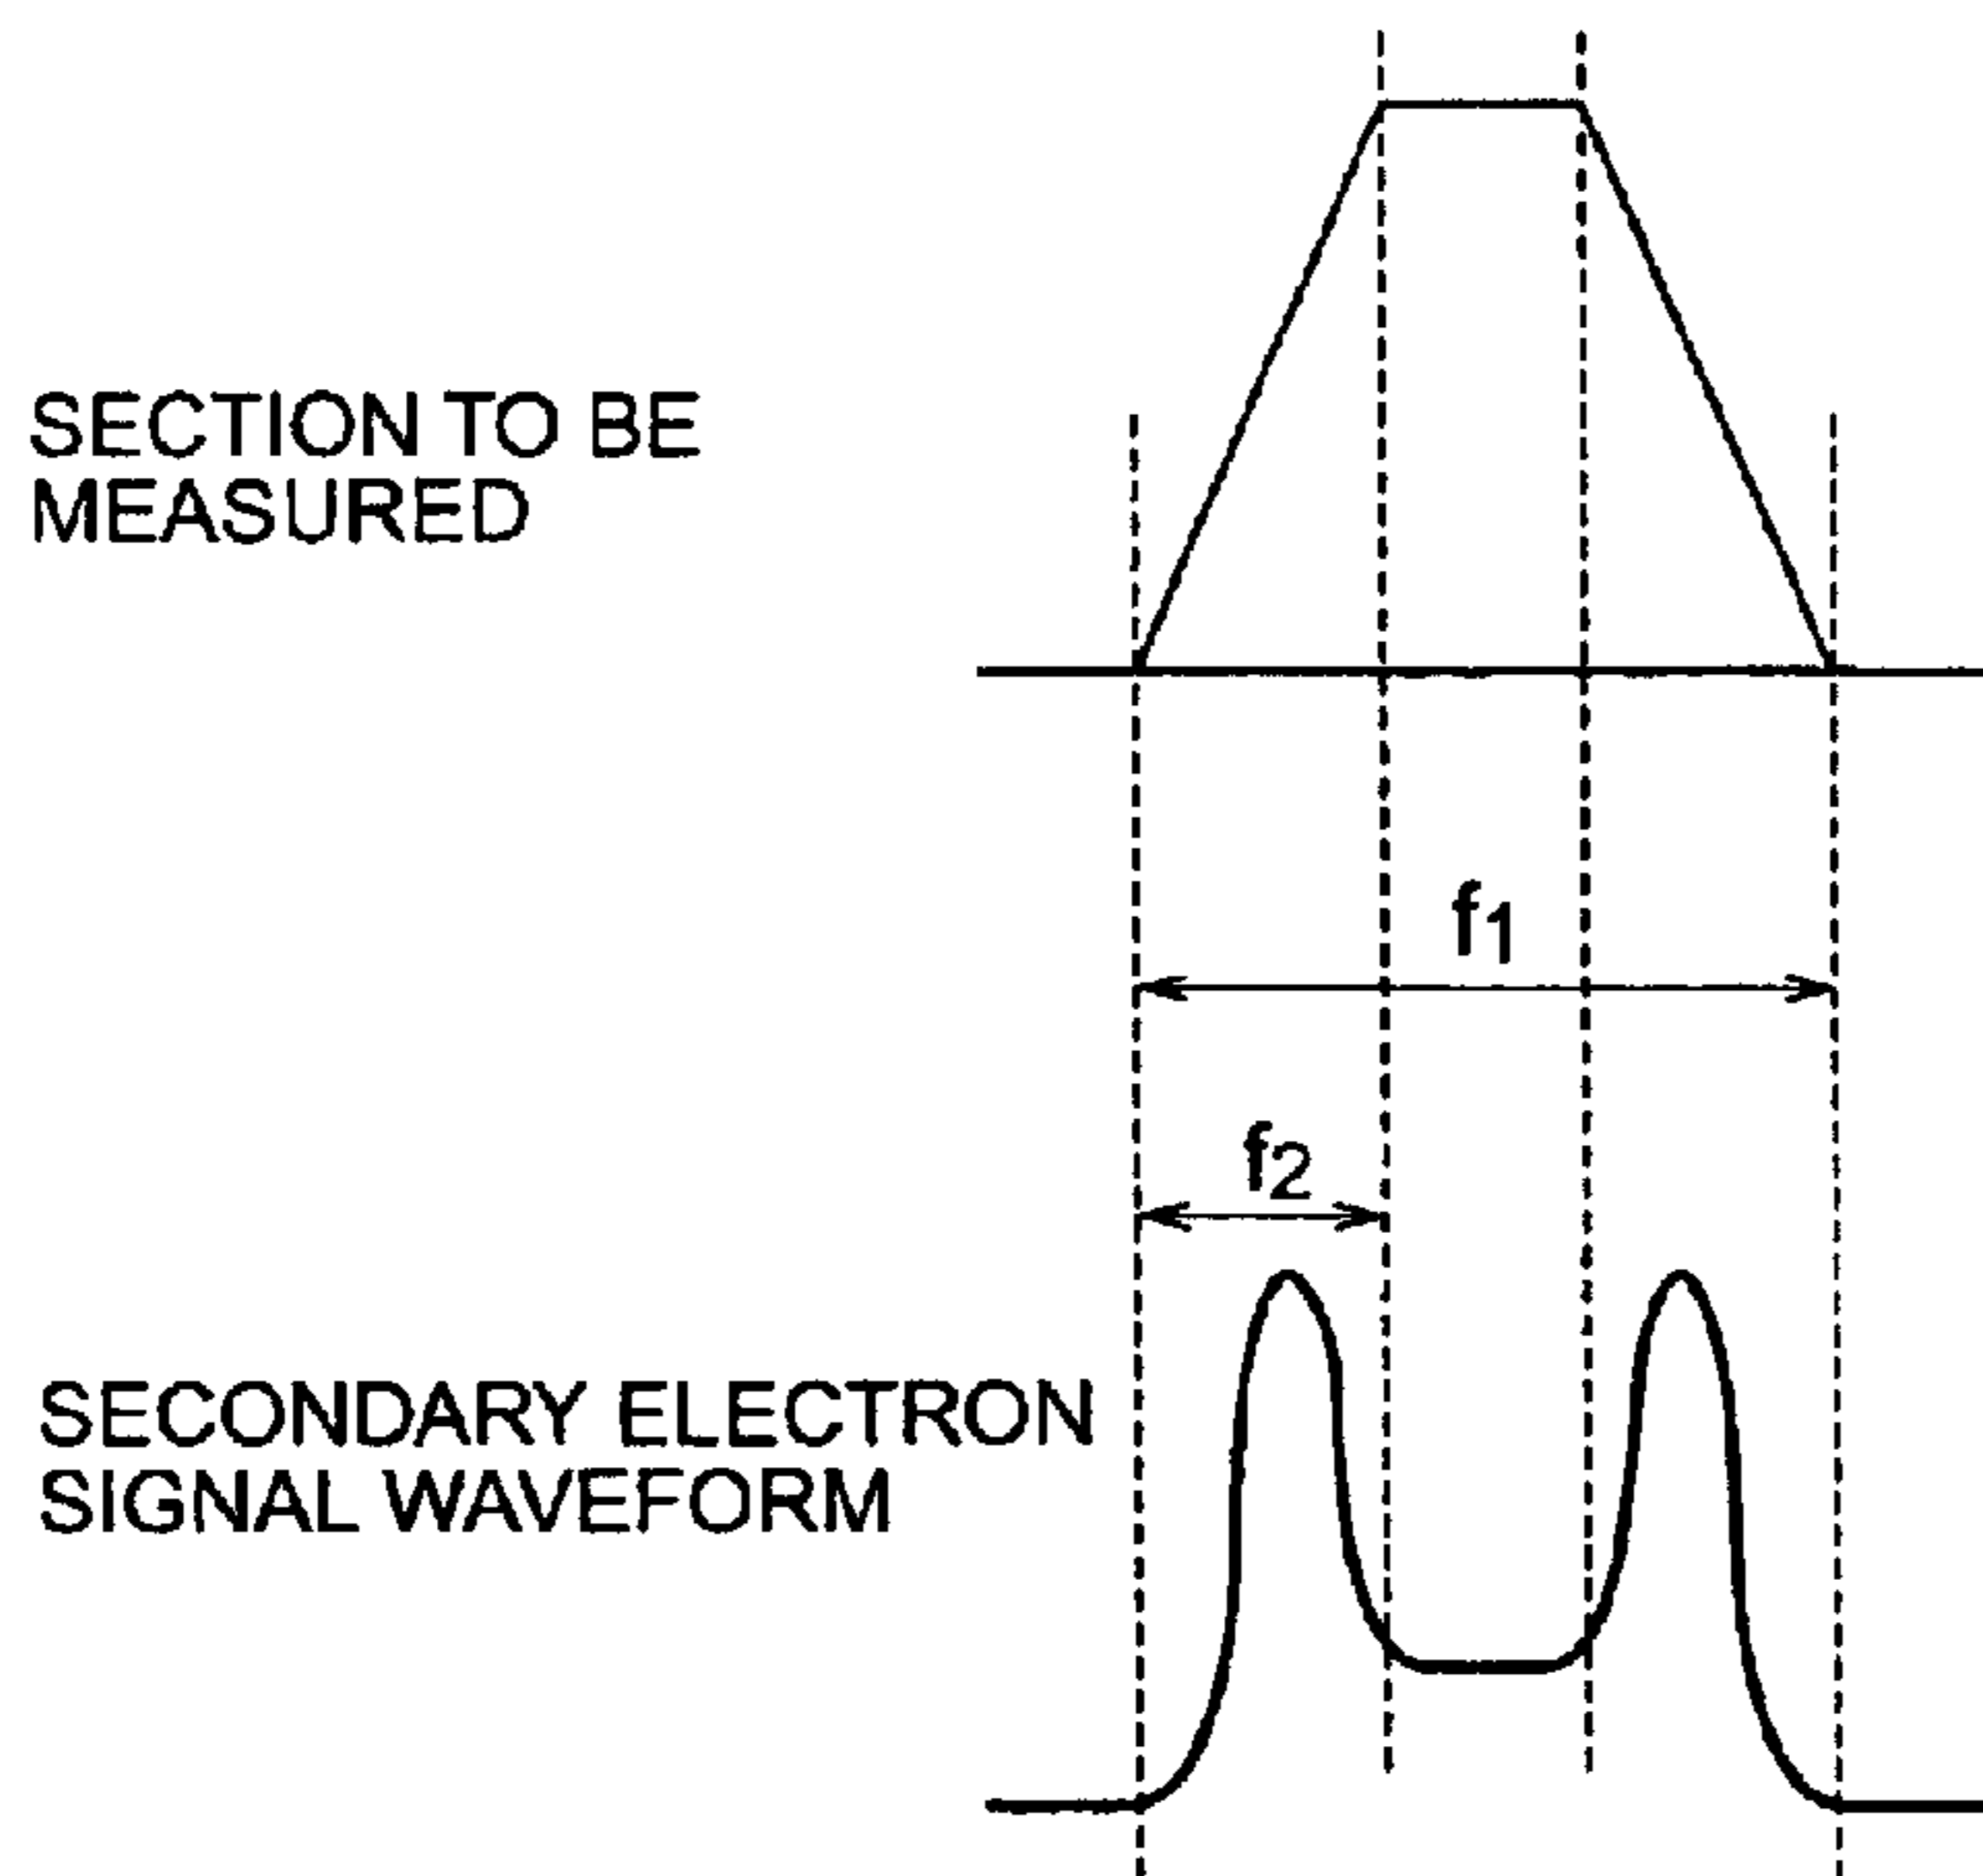 SECTION TO BE
MEASURED
f1
f2
SECONDARY ELECTRON
SIGNAL WAVEFORM